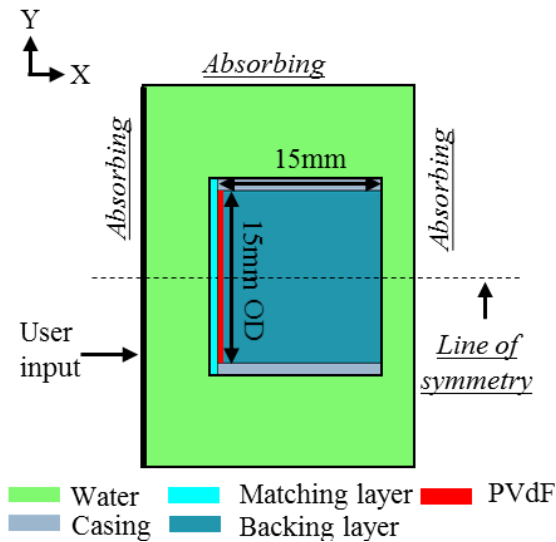 Y
X
Absorbing
Absorbing
15mm
15mm OD
Absorbing
User
input
Line of
symmetry
Water
Matching layer
PVdF
Casing
Backing layer